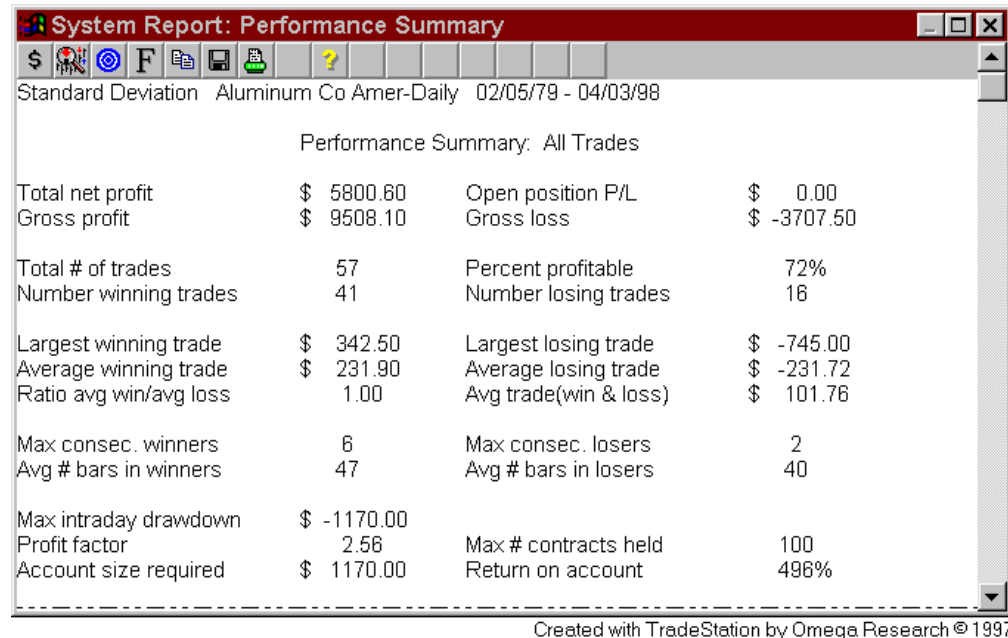 System Report: Performance Summary
$ F ?
Standard Deviation Aluminum Co Amer-Daily 02/05/79 - 04/03/98
Performance Summary: All Trades
Total net profit $ 5800.60 Open position P/L $ 0.00
Gross profit $ 9508.10 Gross loss $ -3707.50
Total # of trades 57 Percent profitable 72%
Number winning trades 41 Number losing trades 16
Largest winning trade $ 342.50 Largest losing trade $ -745.00
Average winning trade $ 231.90 Average losing trade $ -231.72
Ratio avg win/avg loss 1.00 Avg trade(win & loss) $ 101.76
Max consec. winners 6 Max consec. losers 2
Avg # bars in winners 47 Avg # bars in losers 40
Max intraday drawdown $ -1170.00
Profit factor 2.56 Max # contracts held 100
Account size required $ 1170.00 Return on account 496%
Created with TradeStation by Omega Research © 1997